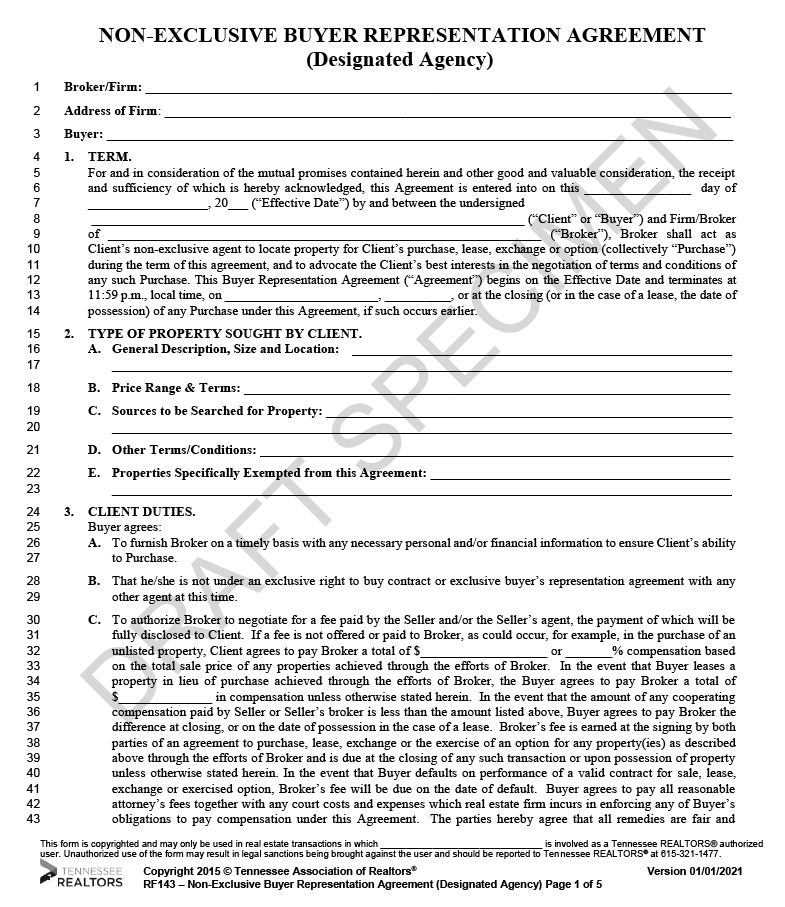 NON-EXCLUSIVE BUYER REPRESENTATION AGREEMENT
(Designated Agency)
1 Broker/Firm: ____
2 Address of Firm: ____
3 Buyer: ____
4 1. TERM.
5 For and in consideration of the mutual promises contained herein and other good and valuable consideration, the receipt
6 and sufficiency of which is hereby acknowledged, this Agreement is entered into on this ____ day of
7 ____, 20___ (“Effective Date”) by and between the undersigned
8 ____ (“Client” or “Buyer”) and Firm/Broker
9 of ____ (“Broker”), Broker shall act as
10 Client’s non-exclusive agent to locate property for Client’s purchase, lease, exchange or option (collectively “Purchase”)
11 during the term of this agreement, and to advocate the Client’s best interests in the negotiation of terms and conditions of
12 any such Purchase. This Buyer Representation Agreement (“Agreement”) begins on the Effective Date and terminates at
13 11:59 p.m., local time, on ____, ____, or at the closing (or in the case of a lease, the date of
14 possession) of any Purchase under this Agreement, if such occurs earlier.
15 2. TYPE OF PROPERTY SOUGHT BY CLIENT.
16 A. General Description, Size and Location: ____
17 ____
18 B. Price Range & Terms: ____
19 C. Sources to be Searched for Property: ____
20 ____
21 D. Other Terms/Conditions: ____
22 E. Properties Specifically Exempted from this Agreement: ____
23 ____
24 3. CLIENT DUTIES.
25 Buyer agrees:
26 A. To furnish Broker on a timely basis with any necessary personal and/or financial information to ensure Client’s ability
27 to Purchase.
28 B. That he/she is not under an exclusive right to buy contract or exclusive buyer’s representation agreement with any
29 other agent at this time.
30 C. To authorize Broker to negotiate for a fee paid by the Seller and/or the Seller’s agent, the payment of which will be
31 fully disclosed to Client. If a fee is not offered or paid to Broker, as could occur, for example, in the purchase of an
32 unlisted property, Client agrees to pay Broker a total of $____ or ____% compensation based
33 on the total sale price of any properties achieved through the efforts of Broker. In the event that Buyer leases a
34 property in lieu of purchase achieved through the efforts of Broker, the Buyer agrees to pay Broker a total of
35 $____ in compensation unless otherwise stated herein. In the event that the amount of any cooperating
36 compensation paid by Seller or Seller’s broker is less than the amount listed above, Buyer agrees to pay Broker the
37 difference at closing, or on the date of possession in the case of a lease. Broker’s fee is earned at the signing by both
38 parties of an agreement to purchase, lease, exchange or the exercise of an option for any property(ies) as described
39 above through the efforts of Broker and is due at the closing of any such transaction or upon possession of property
40 unless otherwise stated herein. In the event that Buyer defaults on performance of a valid contract for sale, lease,
41 exchange or exercised option, Broker’s fee will be due on the date of default. Buyer agrees to pay all reasonable
42 attorney’s fees together with any court costs and expenses which real estate firm incurs in enforcing any of Buyer’s
43 obligations to pay compensation under this Agreement. The parties hereby agree that all remedies are fair and
DRAFT SPECIMEN
This form is copyrighted and may only be used in real estate transactions in which ____ is involved as a Tennessee REALTORS® authorized
user. Unauthorized use of the form may result in legal sanctions being brought against the user and should be reported to Tennessee REALTORS® at 615-321-1477.
TENNESSEE
REALTORS
Copyright 2015 © Tennessee Association of Realtors® Version 01/01/2021
RF143 – Non-Exclusive Buyer Representation Agreement (Designated Agency) Page 1 of 5